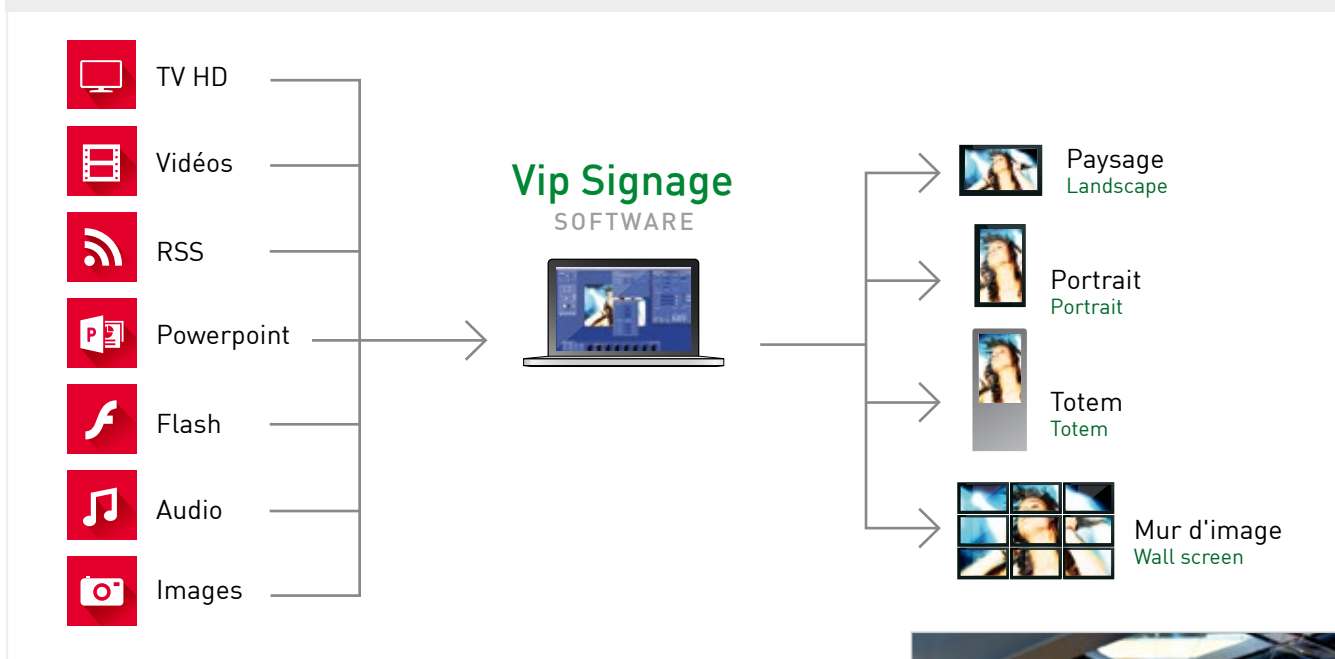 TV HD
Vidéos
RSS
Powerpoint
Flash
Audio
Images
Vip Signage
SOFTWARE
Paysage
Landscape
Portrait
Portrait
Totem
Totem
Mur d'image
Wall screen